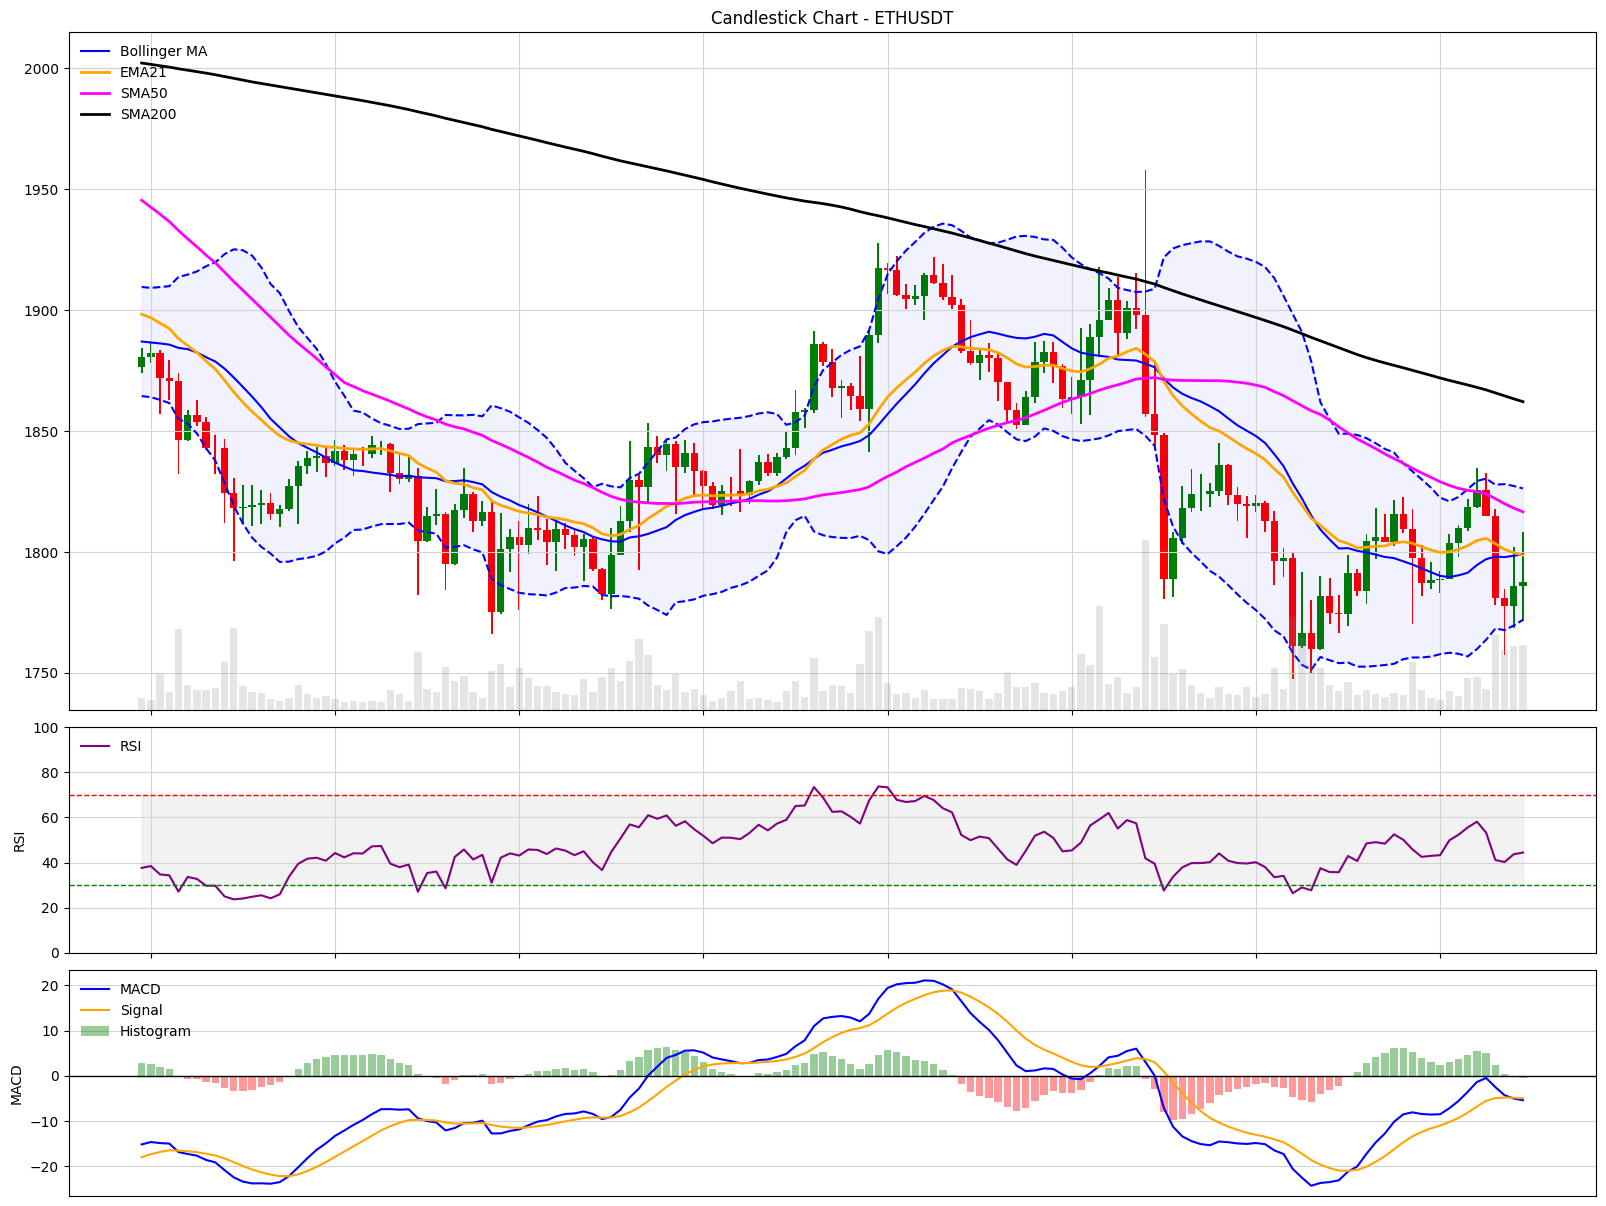 Candlestick Chart - ETHUSDT
Bollinger MA
EMA21
SMA50
SMA200
2000
1950
1900
1850
1800
1750
RSI
100
80
60
40
20
0
RSI
MACD
Signal
Histogram
20
10
0
−10
−20
MACD